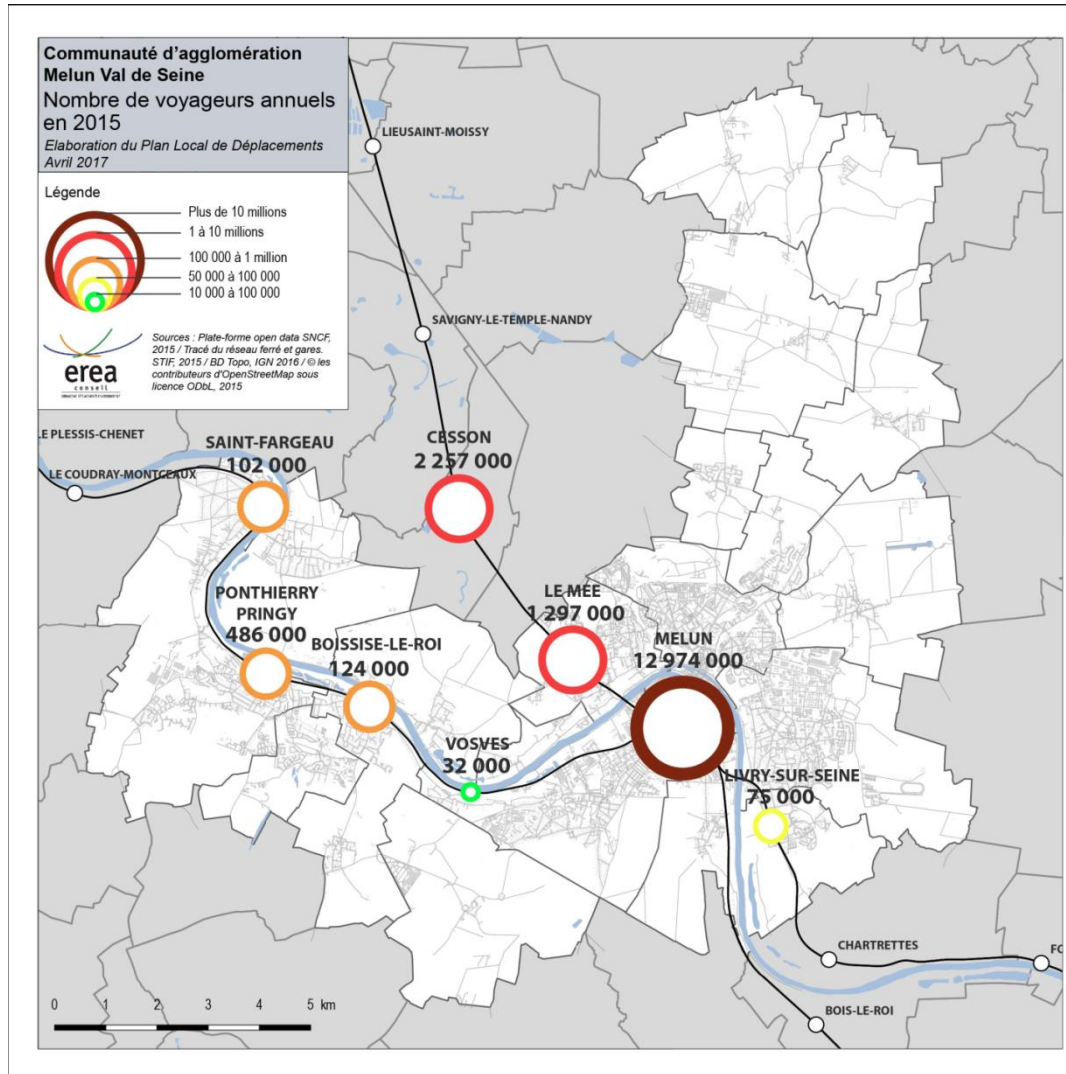 Communauté d'agglomération
Melun Val de Seine
Nombre de voyageurs annuels
en 2015
Elaboration du Plan Local de Déplacements
Avril 2017
Légende
Plus de 10 millions
1 à 10 millions
100 000 à 1 million
50 000 à 100 000
10 000 à 100 000
erea
conseil
Sources : Plate-forme open data SNCF,
2015 / Tracé du réseau ferré et gares.
STIF, 2015 / BD Topo, IGN 2016 / © les
contributeurs d'OpenStreetMap sous
licence ODbL, 2015
LIEUSAINT-MOISSY
SAVIGNY-LE-TEMPLE-NANDY
LE PLESSIS-CHENET
LE COUDRAY-MONTCEAUX
SAINT-FARGEAU
102 000
CESSON
2 257 000
PONTHIERRY
PRINGY
486 000
BOISSISE-LE-ROI
124 000
LE MÉE
1 297 000
MELUN
12 974 000
VOSVES
32 000
LIVRY-SUR-SEINE
75 000
CHARTRETTES
FO
BOIS-LE-ROI
0 1 2 3 4 5 km